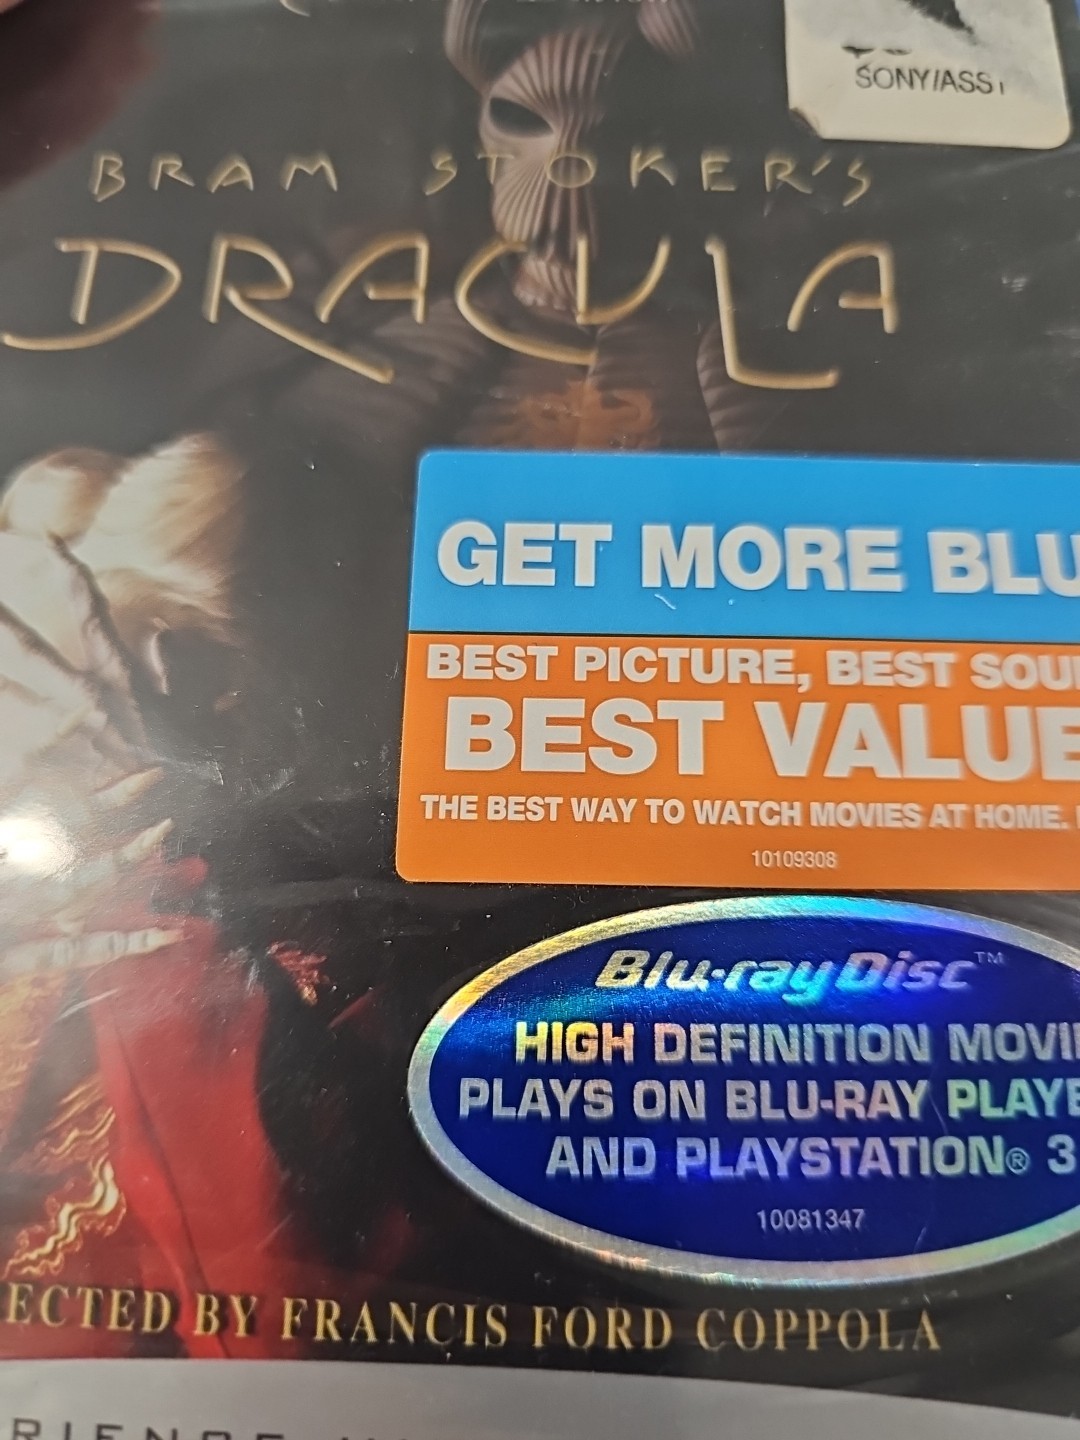 SONY/ASST
BRAM STOKER'S
DRACULA
GET MORE BLU
BEST PICTURE, BEST SOU
BEST VALUE
THE BEST WAY TO WATCH MOVIES AT HOME.
10109308
Blu-ray Disc™
HIGH DEFINITION MOVI
PLAYS ON BLU-RAY PLAYE
AND PLAYSTATION® 3
10081347
ECTED BY FRANCIS FORD COPPOLA